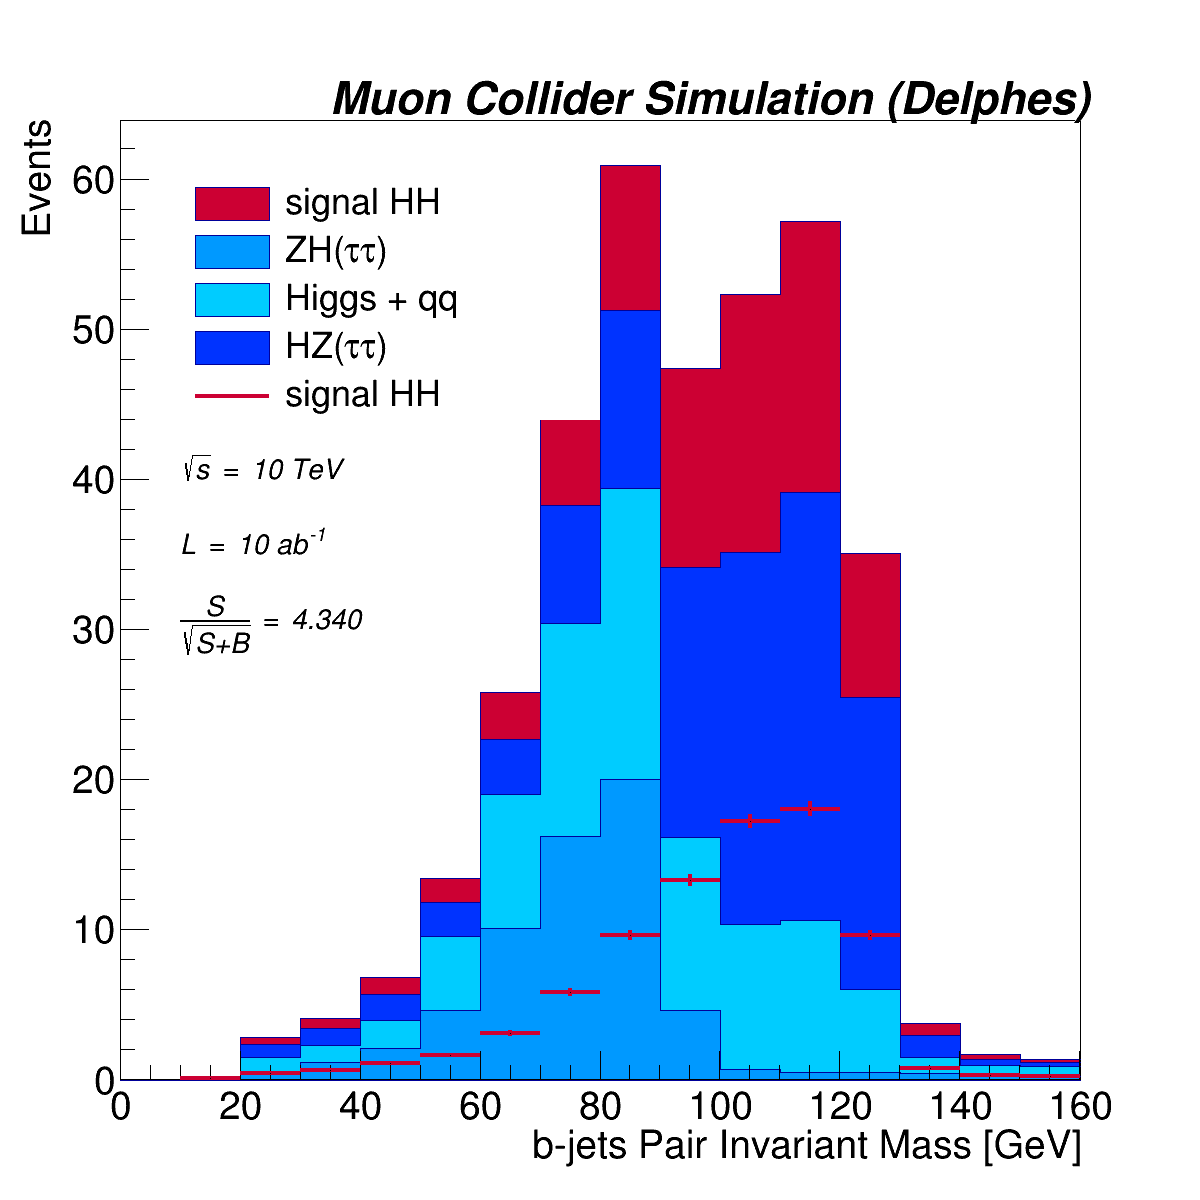 Muon Collider Simulation (Delphes)
Events
60
50
40
30
20
10
0
signal HH
ZH(ττ)
Higgs + qq
HZ(ττ)
signal HH
√s = 10 TeV
L = 10 ab⁻¹
S/√S+B = 4.340
0 20 40 60 80 100 120 140 160
b-jets Pair Invariant Mass [GeV]